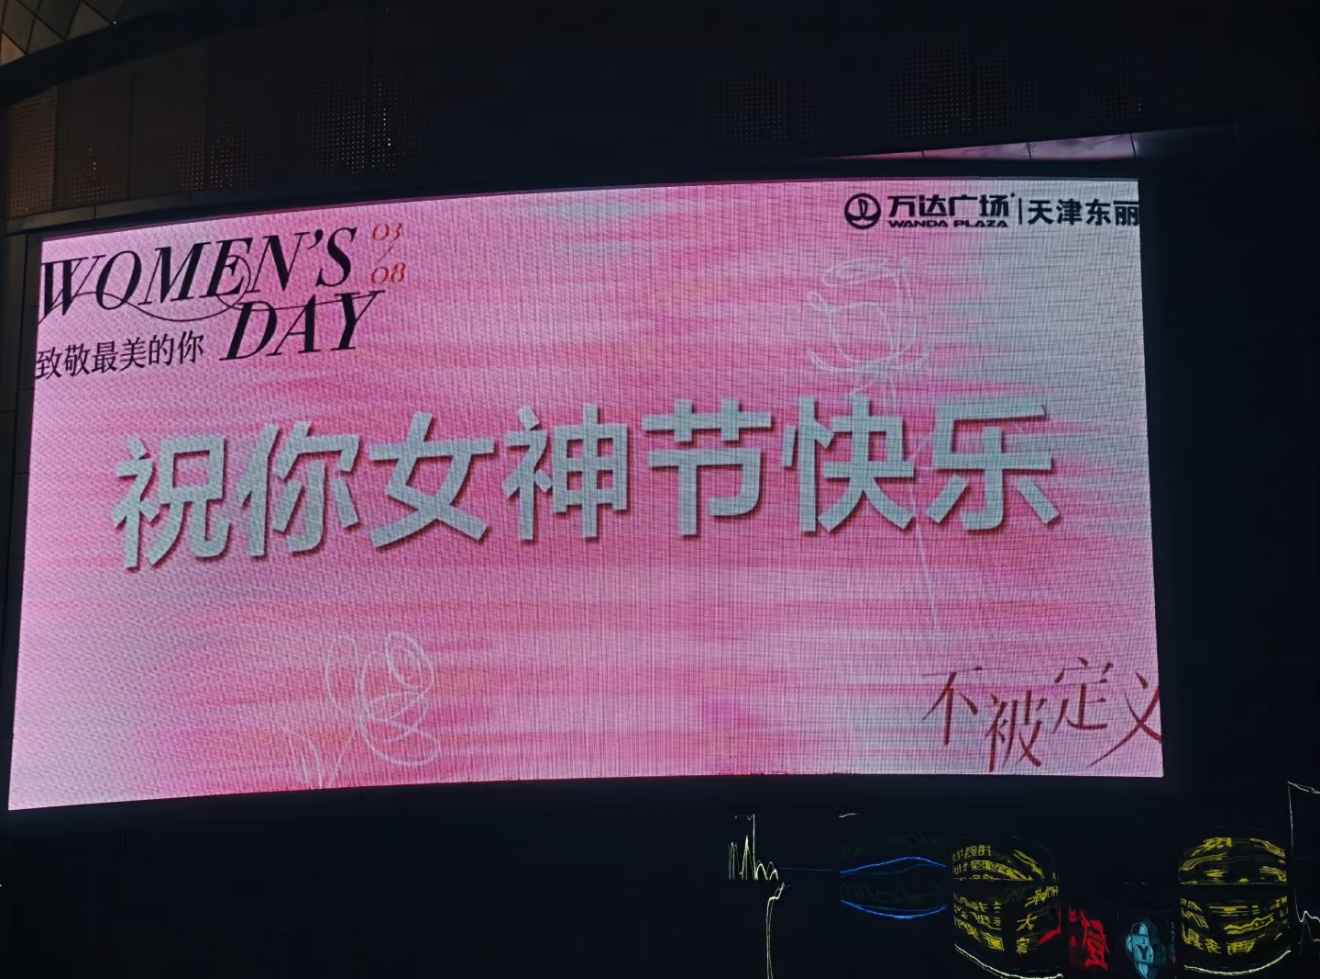 WOMEN'S
03
08
DAY
致敬最美的你
万达广场 | 天津东丽
WANDA PLAZA
祝你女神节快乐
不被定义